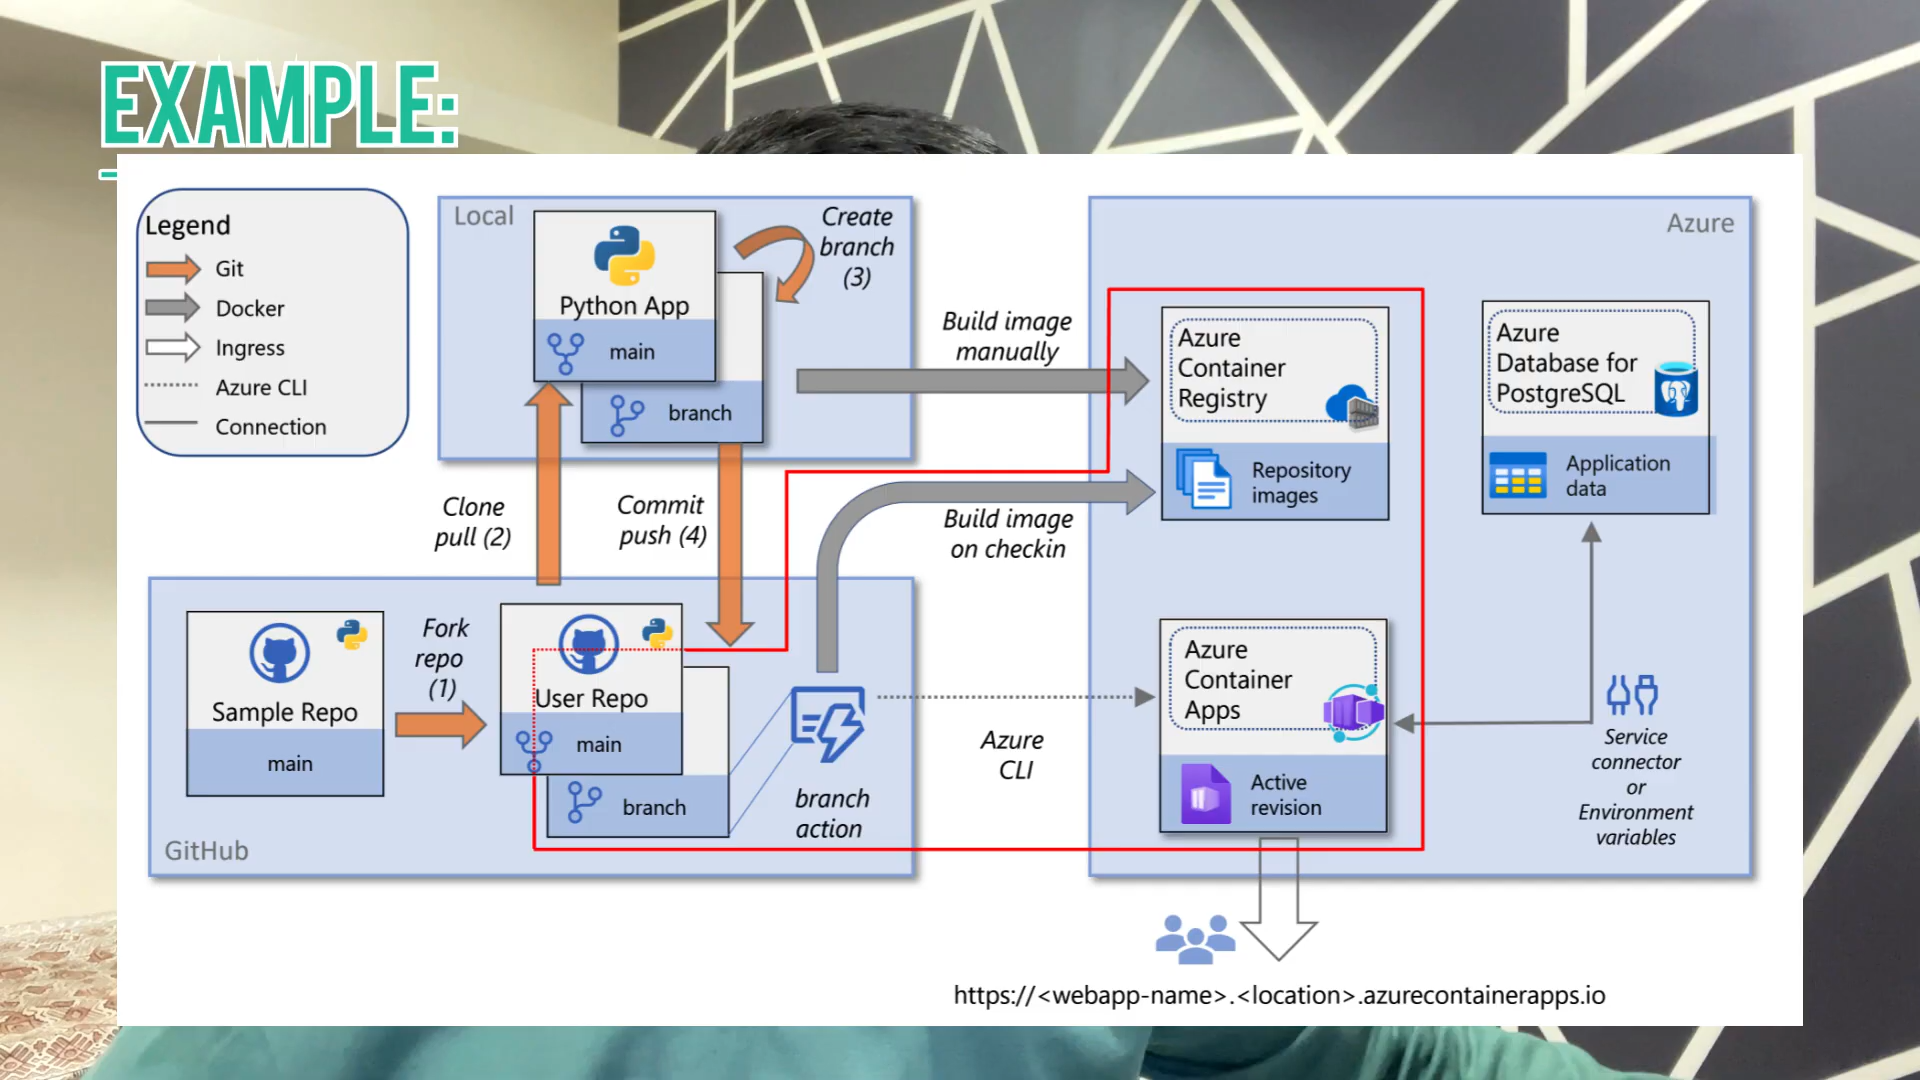 EXAMPLE:
Legend
Git
Docker
Ingress
Azure CLI
Connection
Local
Python App
main
branch
Create
branch
(3)
Build image
manually
Azure
Azure
Container
Registry
Repository
images
Azure
Database for
PostgreSQL
Application
data
Clone
pull (2)
Commit
push (4)
Build image
on checkin
GitHub
Sample Repo
main
Fork
repo
(1)
User Repo
main
branch
branch
action
Azure
CLI
Azure
Container
Apps
Active
revision
Service
connector
or
Environment
variables
https://<webapp-name>.<location>.azurecontainerapps.io